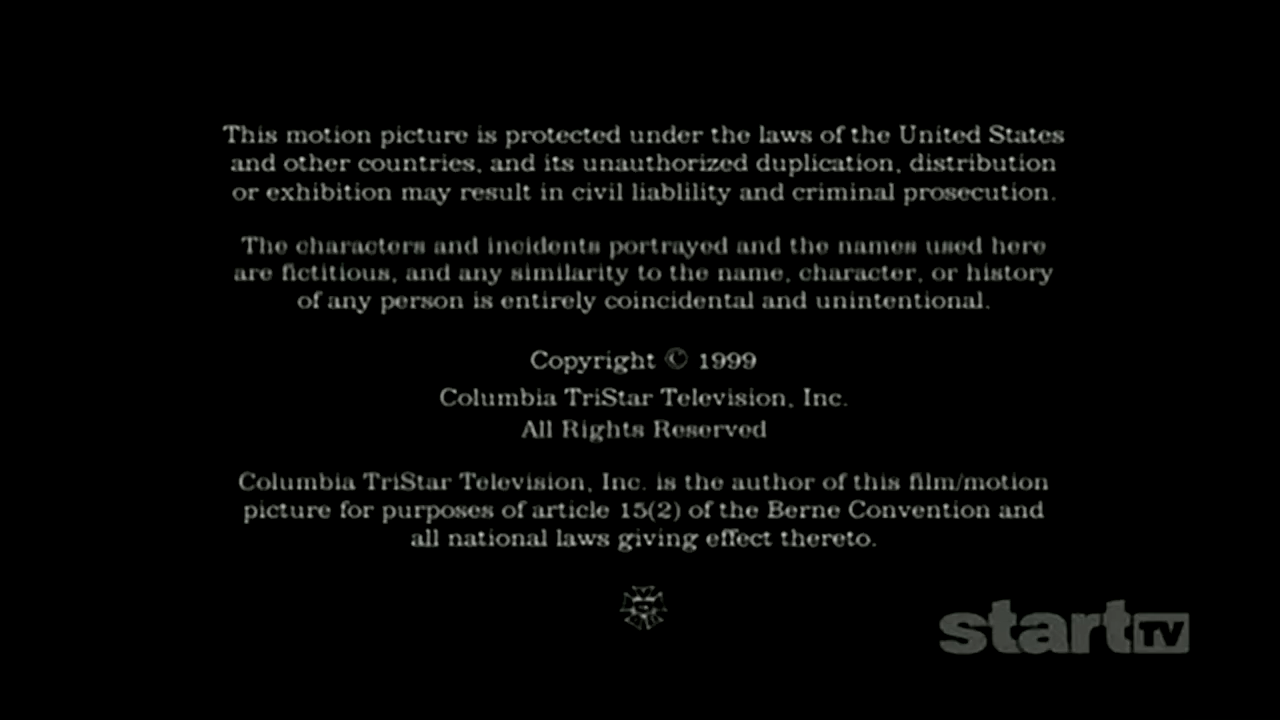 This motion picture is protected under the laws of the United States
and other countries, and its unauthorized duplication, distribution
or exhibition may result in civil liablility and criminal prosecution.
The characters and incidents portrayed and the names used here
are fictitious, and any similarity to the name, character, or history
of any person is entirely coincidental and unintentional.
Copyright © 1999
Columbia TriStar Television, Inc.
All Rights Reserved
Columbia TriStar Television, Inc. is the author of this film/motion
picture for purposes of article 15(2) of the Berne Convention and
all national laws giving effect thereto.
start TV